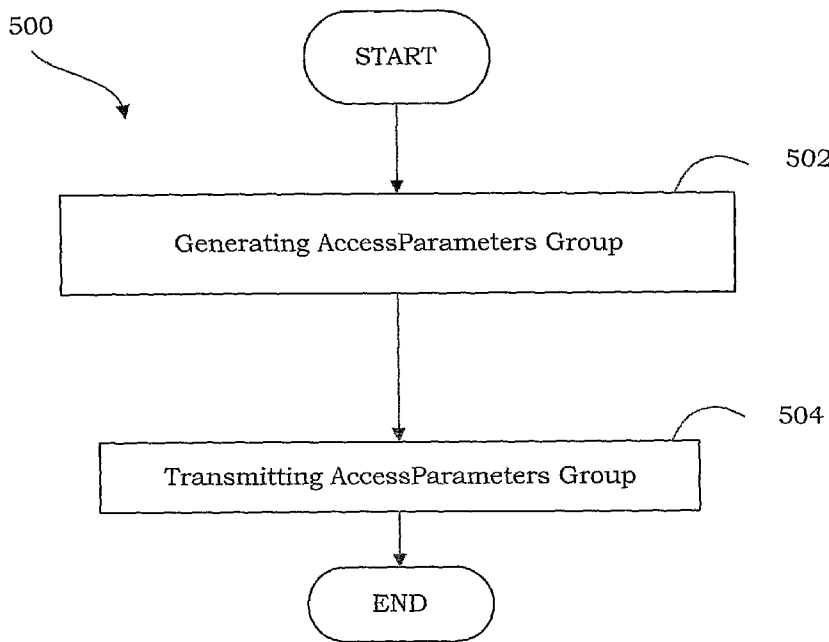 500
START
502
Generating AccessParameters Group
504
Transmitting AccessParameters Group
END